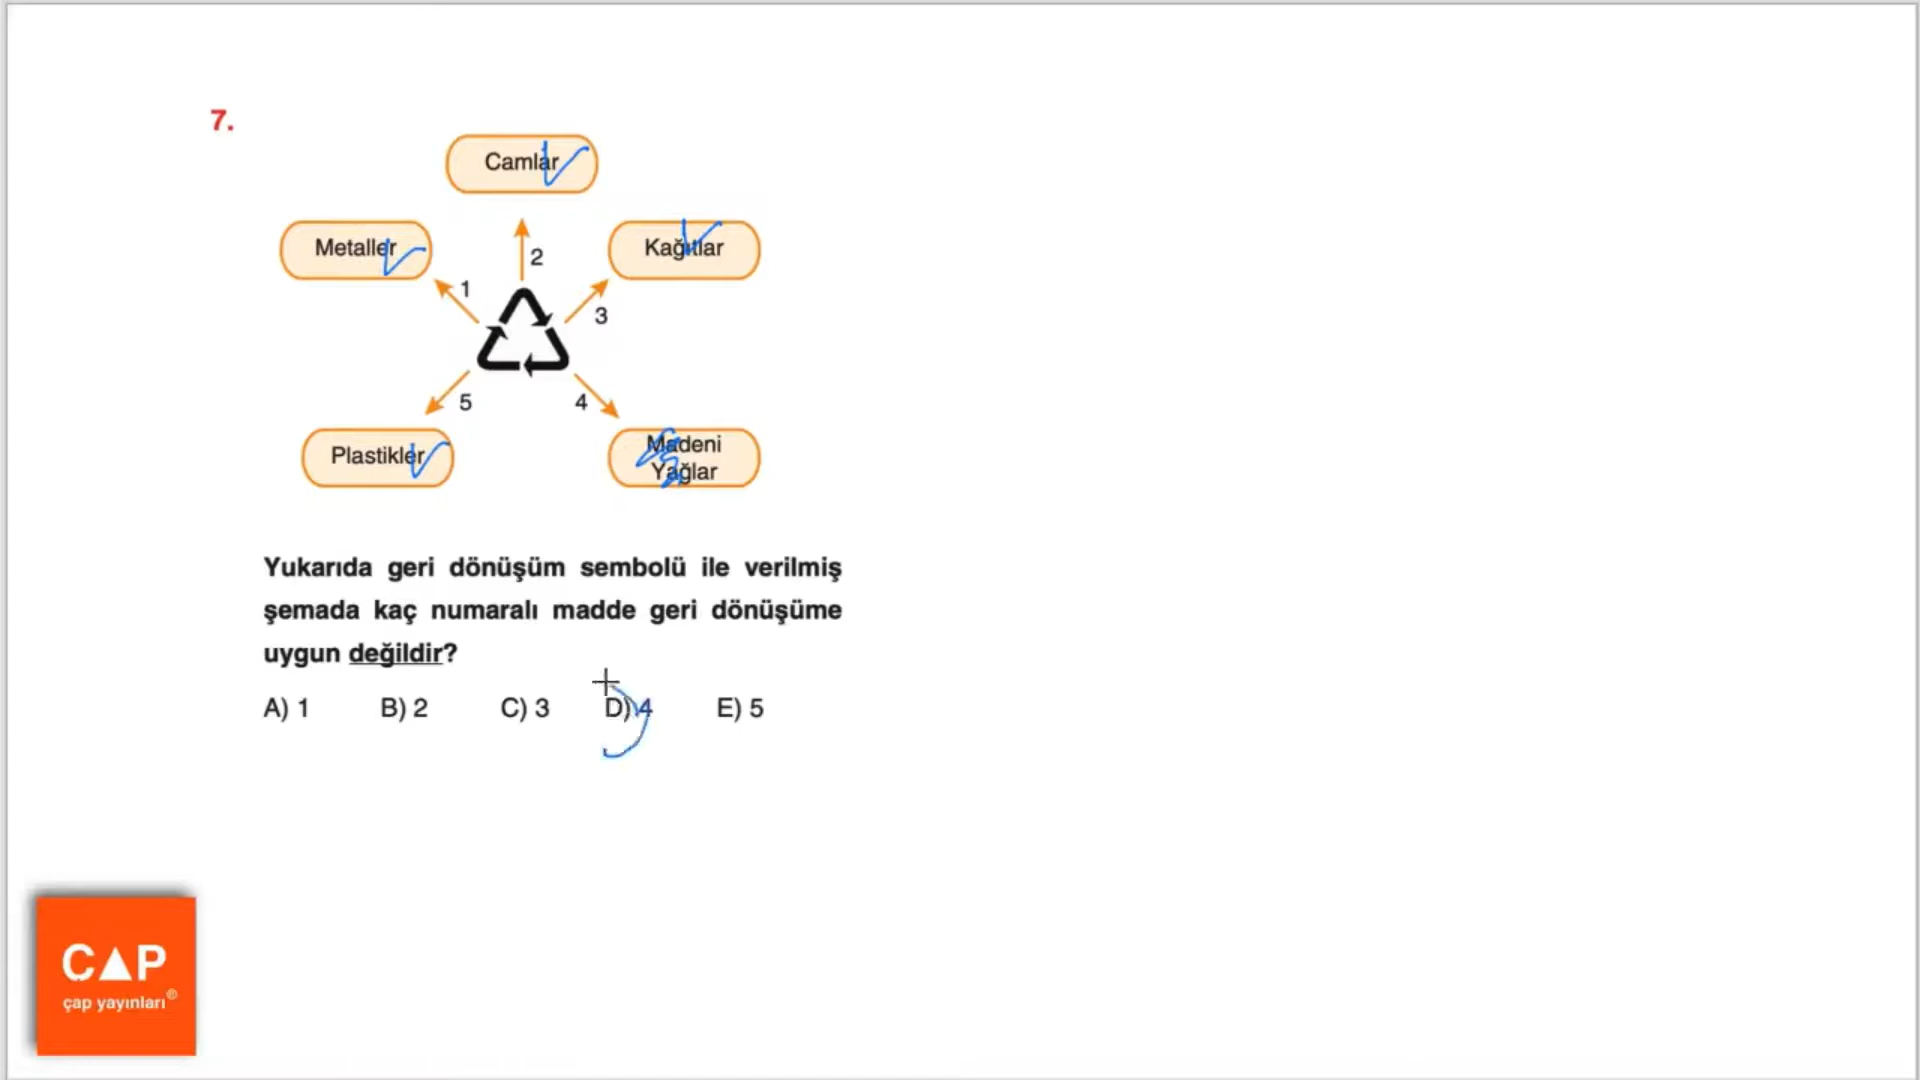 7.
Camlar
Metaller
Kağıtlar
2
1
3
5
4
Plastikler
Madeni
Yağlar
Yukarıda geri dönüşüm sembolü ile verilmiş
şemada kaç numaralı madde geri dönüşüme
uygun değildir?
A) 1 B) 2 C) 3 D) 4 E) 5
CAP
çap yayınları®